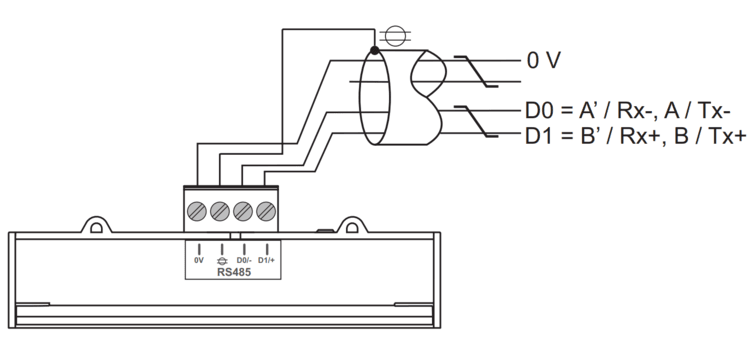 0 V
D0 = A’ / Rx-, A / Tx-
D1 = B’ / Rx+, B / Tx+
0V D0/- D1/+
RS485